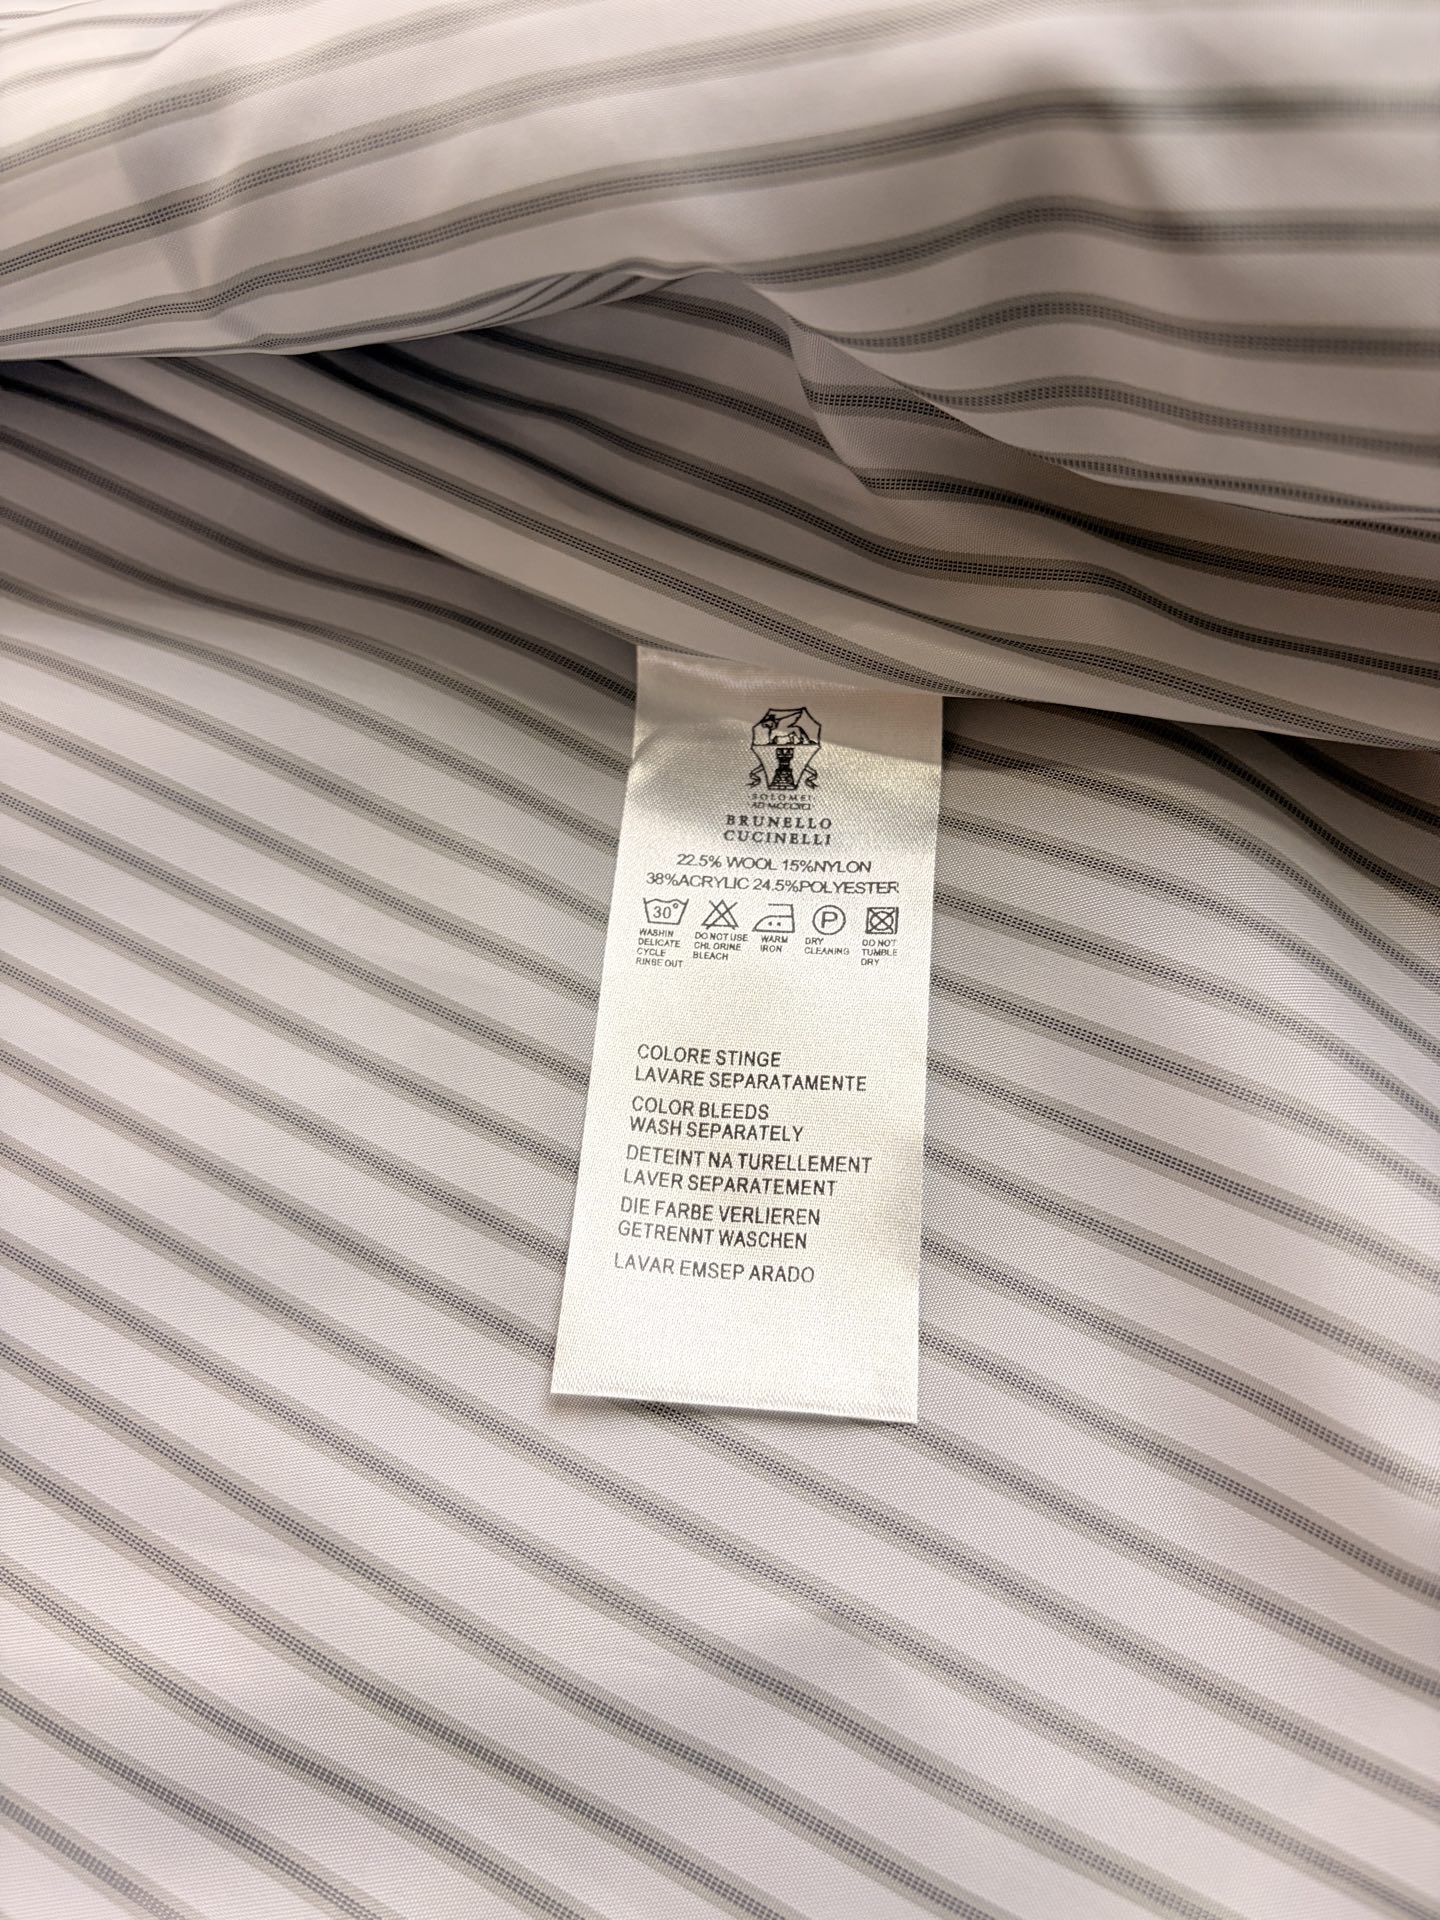 SOLOMEI
BRUNELLO
CUCINELLI
22.5% WOOL 15%NYLON
38%ACRYLIC 24.5%POLYESTER
30°
P
WASHIN
DELICATE
CYCLE
RINSE OUT
DO NOT USE
CHLORINE
BLEACH
WARM
IRON
DRY
CLEANING
DO NOT
TUMBLE
DRY
COLORE STINGE
LAVARE SEPARATAMENTE
COLOR BLEEDS
WASH SEPARATELY
DETEINT NA TURELLEMENT
LAVER SEPARATEMENT
DIE FARBE VERLIEREN
GETRENNT WASCHEN
LAVAR EMSEP ARADO